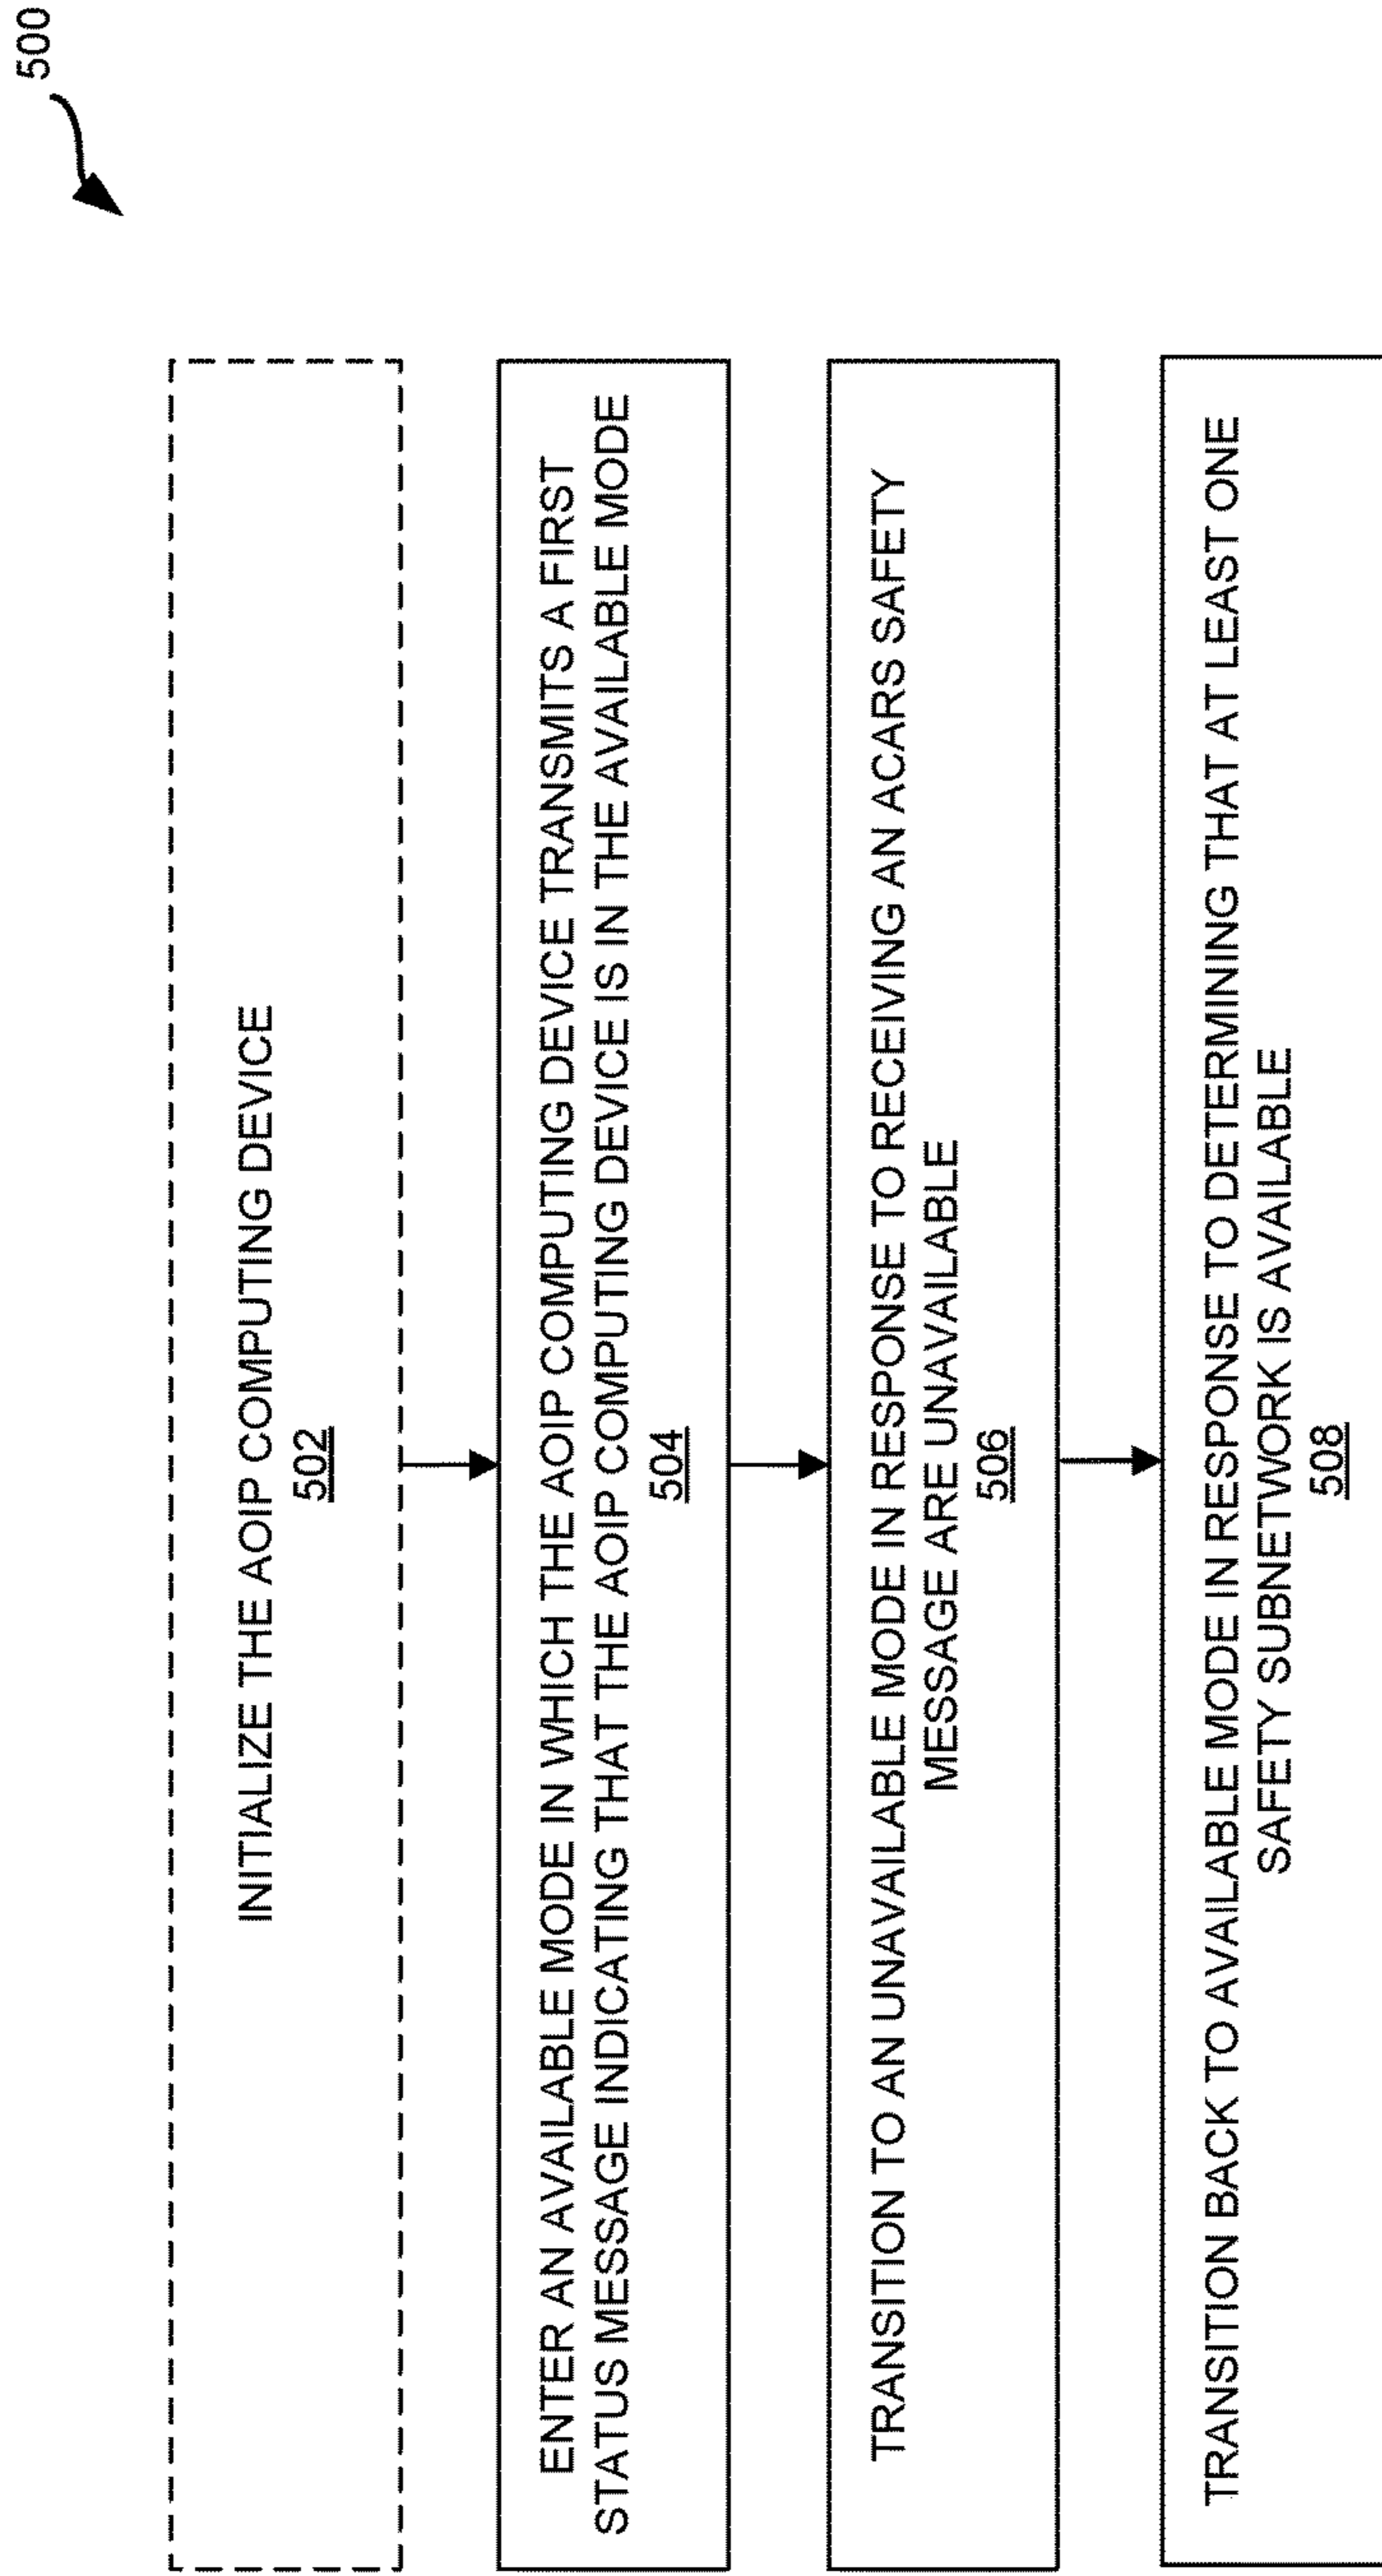 500
INITIALIZE THE AOIP COMPUTING DEVICE
502
ENTER AN AVAILABLE MODE IN WHICH THE AOIP COMPUTING DEVICE TRANSMITS A FIRST
STATUS MESSAGE INDICATING THAT THE AOIP COMPUTING DEVICE IS IN THE AVAILABLE MODE
504
TRANSITION TO AN UNAVAILABLE MODE IN RESPONSE TO RECEIVING AN ACARS SAFETY
MESSAGE ARE UNAVAILABLE
506
TRANSITION BACK TO AVAILABLE MODE IN RESPONSE TO DETERMINING THAT AT LEAST ONE
SAFETY SUBNETWORK IS AVAILABLE
508